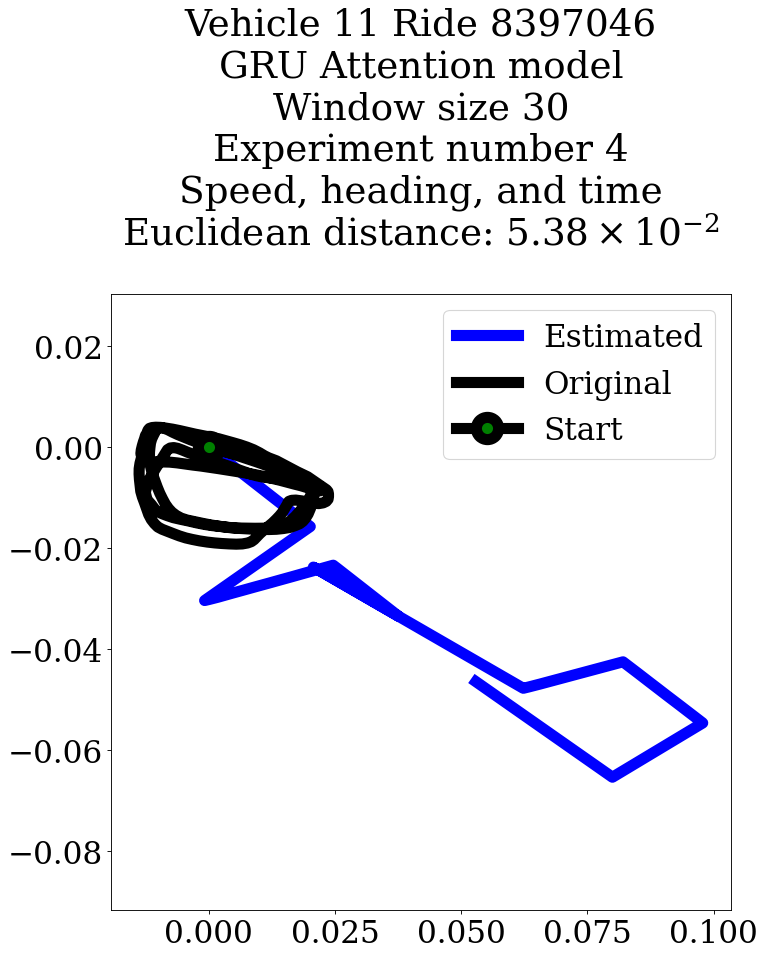 Vehicle 11 Ride 8397046
GRU Attention model
Window size 30
Experiment number 4
Speed, heading, and time
Euclidean distance: 5.38 × 10⁻²
Estimated
Original
Start
0.02
0.00
−0.02
−0.04
−0.06
−0.08
0.000 0.025 0.050 0.075 0.100